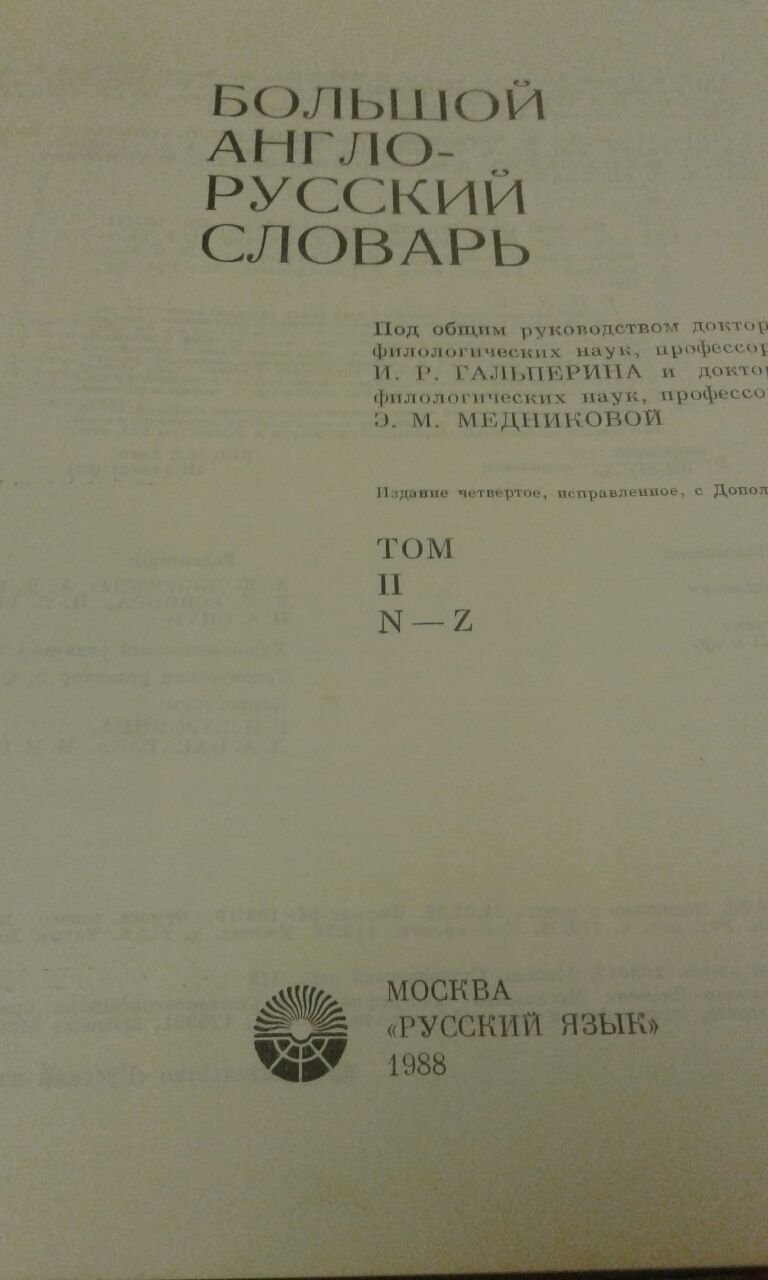 БОЛЬШОЙ
АНГЛО-
РУССКИЙ
СЛОВАРЬ
Под общим руководством доктор
филологических наук, профессор
И. Р. ГАЛЬПЕРИНА и доктор
филологических наук, профессо
Э. М. МЕДНИКОВОЙ
Издание четвертое, исправленное, с Допол
ТОМ
II
N — Z
МОСКВА
«РУССКИЙ ЯЗЫК»
1988